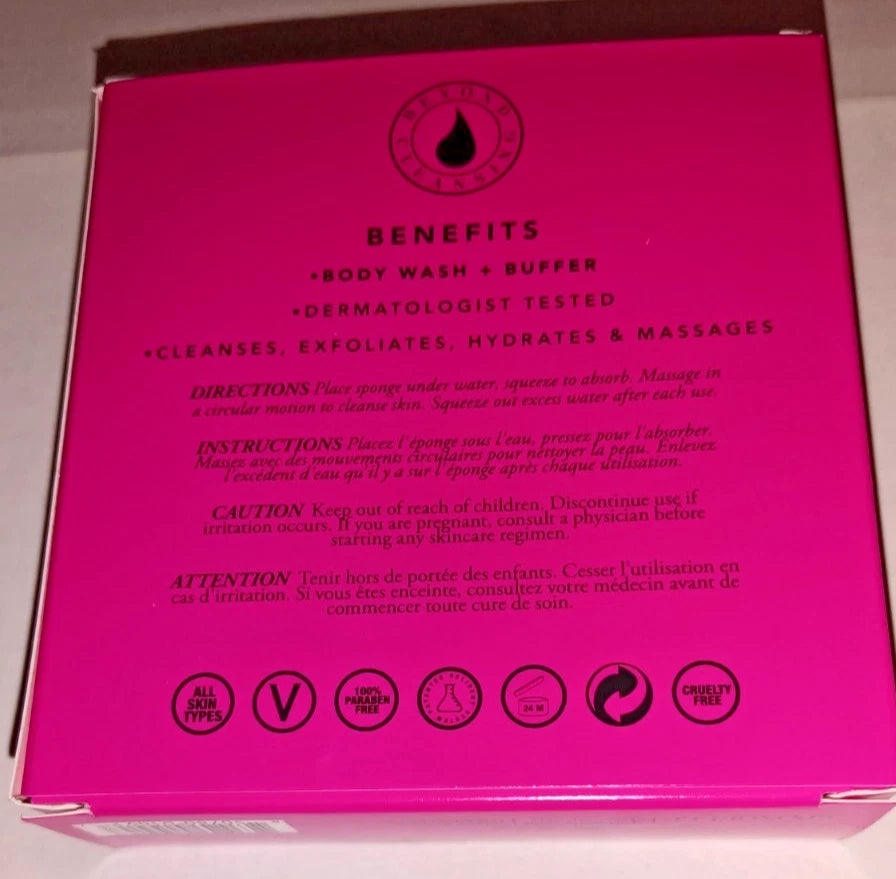 BEYOND CLEANSING
BENEFITS
•BODY WASH + BUFFER
•DERMATOLOGIST TESTED
•CLEANSES, EXFOLIATES, HYDRATES & MASSAGES
DIRECTIONS Place sponge under water, squeeze to absorb. Massage in
a circular motion to cleanse skin. Squeeze out excess water after each use.
INSTRUCTIONS Placez l'éponge sous l'eau, pressez pour l'absorber.
Massez avec des mouvements circulaires pour nettoyer la peau. Enlevez
l'excédent d'eau qu'il y a sur l'éponge après chaque utilisation.
CAUTION Keep out of reach of children. Discontinue use if
irritation occurs. If you are pregnant, consult a physician before
starting any skincare regimen.
ATTENTION Tenir hors de portée des enfants. Cesser l'utilisation en
cas d'irritation. Si vous êtes enceinte, consultez votre médecin avant de
commencer toute cure de soin.
ALL
SKIN
TYPES
V
100%
PARABEN
FREE
PATENTED DELIVERY SYSTEM
24 M
CRUELTY
FREE